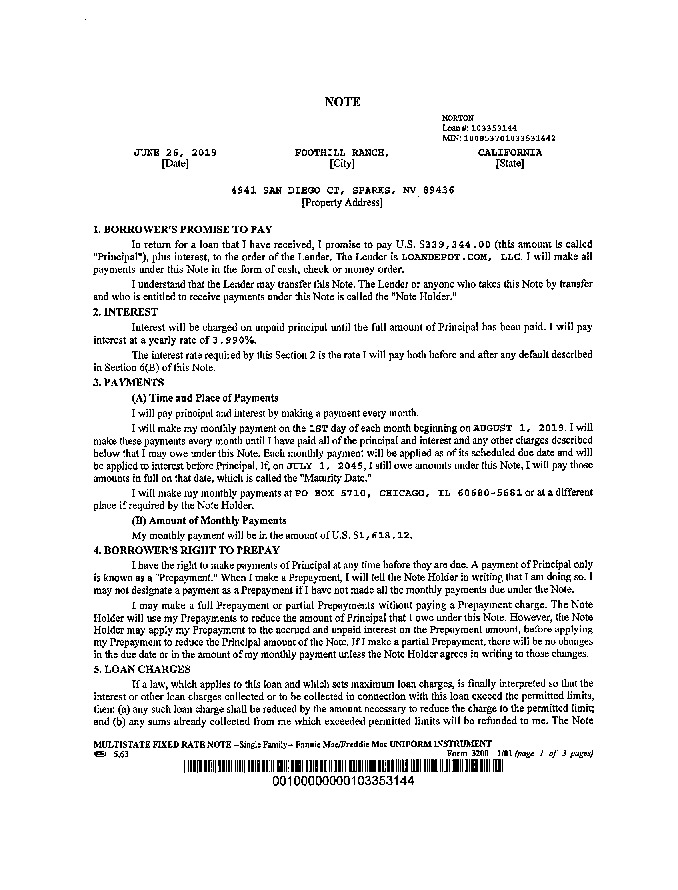 NOTE
NORTON
Loan #: 103353144
MIN: 100853701033531442
JUNE 26, 2019 FOOTHILL RANCH, CALIFORNIA
[Date] [City] [State]
4941 SAN DIEGO CT, SPARKS, NV 89436
[Property Address]
1. BORROWER'S PROMISE TO PAY
In return for a loan that I have received, I promise to pay U.S. $339,344.00 (this amount is called
"Principal"), plus interest, to the order of the Lender. The Lender is LOANDEPOT.COM, LLC. I will make all
payments under this Note in the form of cash, check or money order.
I understand that the Lender may transfer this Note. The Lender or anyone who takes this Note by transfer
and who is entitled to receive payments under this Note is called the "Note Holder."
2. INTEREST
Interest will be charged on unpaid principal until the full amount of Principal has been paid. I will pay
interest at a yearly rate of 3.990%.
The interest rate required by this Section 2 is the rate I will pay both before and after any default described
in Section 6(B) of this Note.
3. PAYMENTS
(A) Time and Place of Payments
I will pay principal and interest by making a payment every month.
I will make my monthly payment on the 1ST day of each month beginning on AUGUST 1, 2019. I will
make these payments every month until I have paid all of the principal and interest and any other charges described
below that I may owe under this Note. Each monthly payment will be applied as of its scheduled due date and will
be applied to interest before Principal. If, on JULY 1, 2049, I still owe amounts under this Note, I will pay those
amounts in full on that date, which is called the "Maturity Date."
I will make my monthly payments at PO BOX 5710, CHICAGO, IL 60680-5681 or at a different
place if required by the Note Holder.
(B) Amount of Monthly Payments
My monthly payment will be in the amount of U.S. $1,618.12.
4. BORROWER'S RIGHT TO PREPAY
I have the right to make payments of Principal at any time before they are due. A payment of Principal only
is known as a "Prepayment." When I make a Prepayment, I will tell the Note Holder in writing that I am doing so. I
may not designate a payment as a Prepayment if I have not made all the monthly payments due under the Note.
I may make a full Prepayment or partial Prepayments without paying a Prepayment charge. The Note
Holder will use my Prepayments to reduce the amount of Principal that I owe under this Note. However, the Note
Holder may apply my Prepayment to the accrued and unpaid interest on the Prepayment amount, before applying
my Prepayment to reduce the Principal amount of the Note. If I make a partial Prepayment, there will be no changes
in the due date or in the amount of my monthly payment unless the Note Holder agrees in writing to those changes.
5. LOAN CHARGES
If a law, which applies to this loan and which sets maximum loan charges, is finally interpreted so that the
interest or other loan charges collected or to be collected in connection with this loan exceed the permitted limits,
then: (a) any such loan charge shall be reduced by the amount necessary to reduce the charge to the permitted limit;
and (b) any sums already collected from me which exceeded permitted limits will be refunded to me. The Note
MULTISTATE FIXED RATE NOTE --Single Family-- Fannie Mae/Freddie Mac UNIFORM INSTRUMENT
5.63 Form 3200 1/01 (page 1 of 3 pages)
00100000000103353144